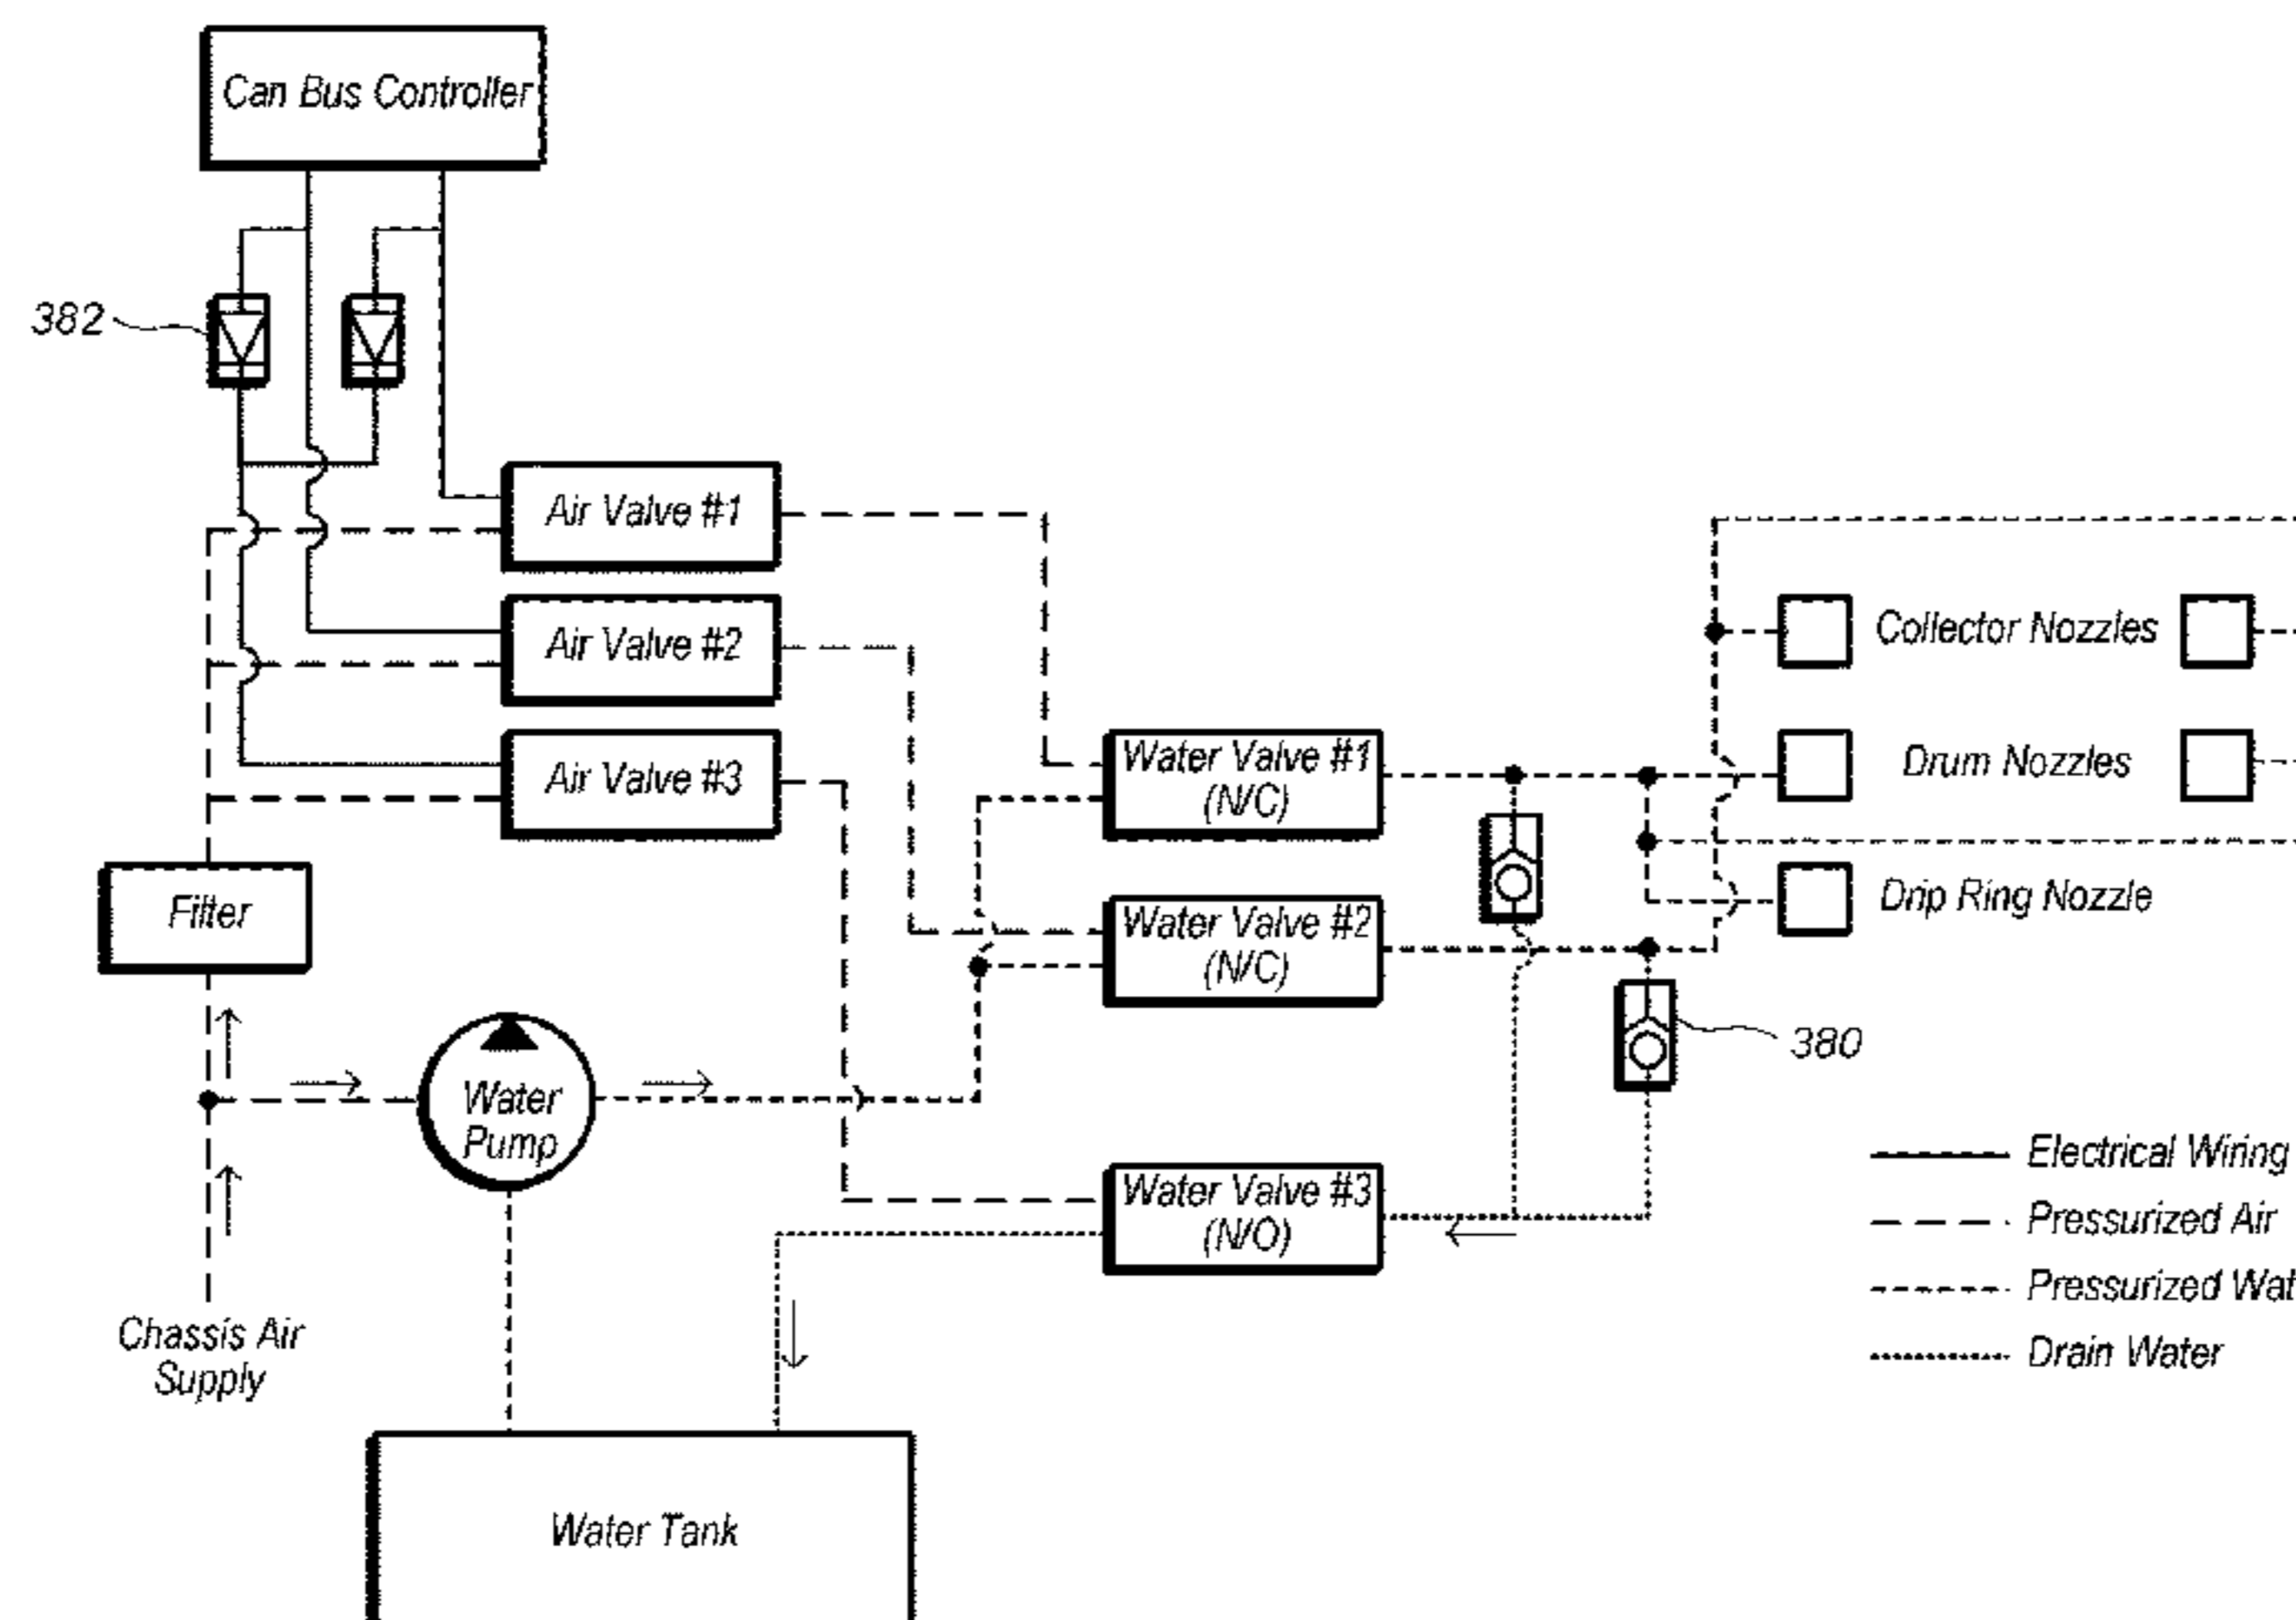 Can Bus Controller
382
Air Valve #1
Air Valve #2
Air Valve #3
Filter
Water
Pump
Chassis Air
Supply
Water Tank
Water Valve #1
(N/C)
Water Valve #2
(N/C)
Water Valve #3
(N/O)
Collector Nozzles
Drum Nozzles
Drip Ring Nozzle
380
Electrical Wiring
Pressurized Air
Pressurized Wat
Drain Water